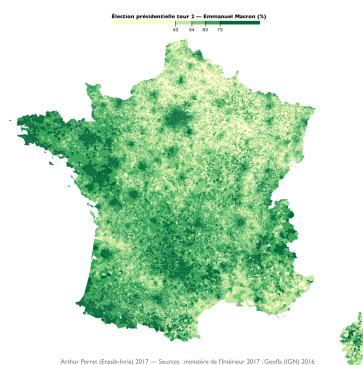 Élection présidentielle tour 2 — Emmanuel Macron (%)
43 54 63 73
Arthur Perret (Enssib-Inria) 2017 — Sources : ministère de l'Intérieur 2017 ; Geofla (IGN) 2016